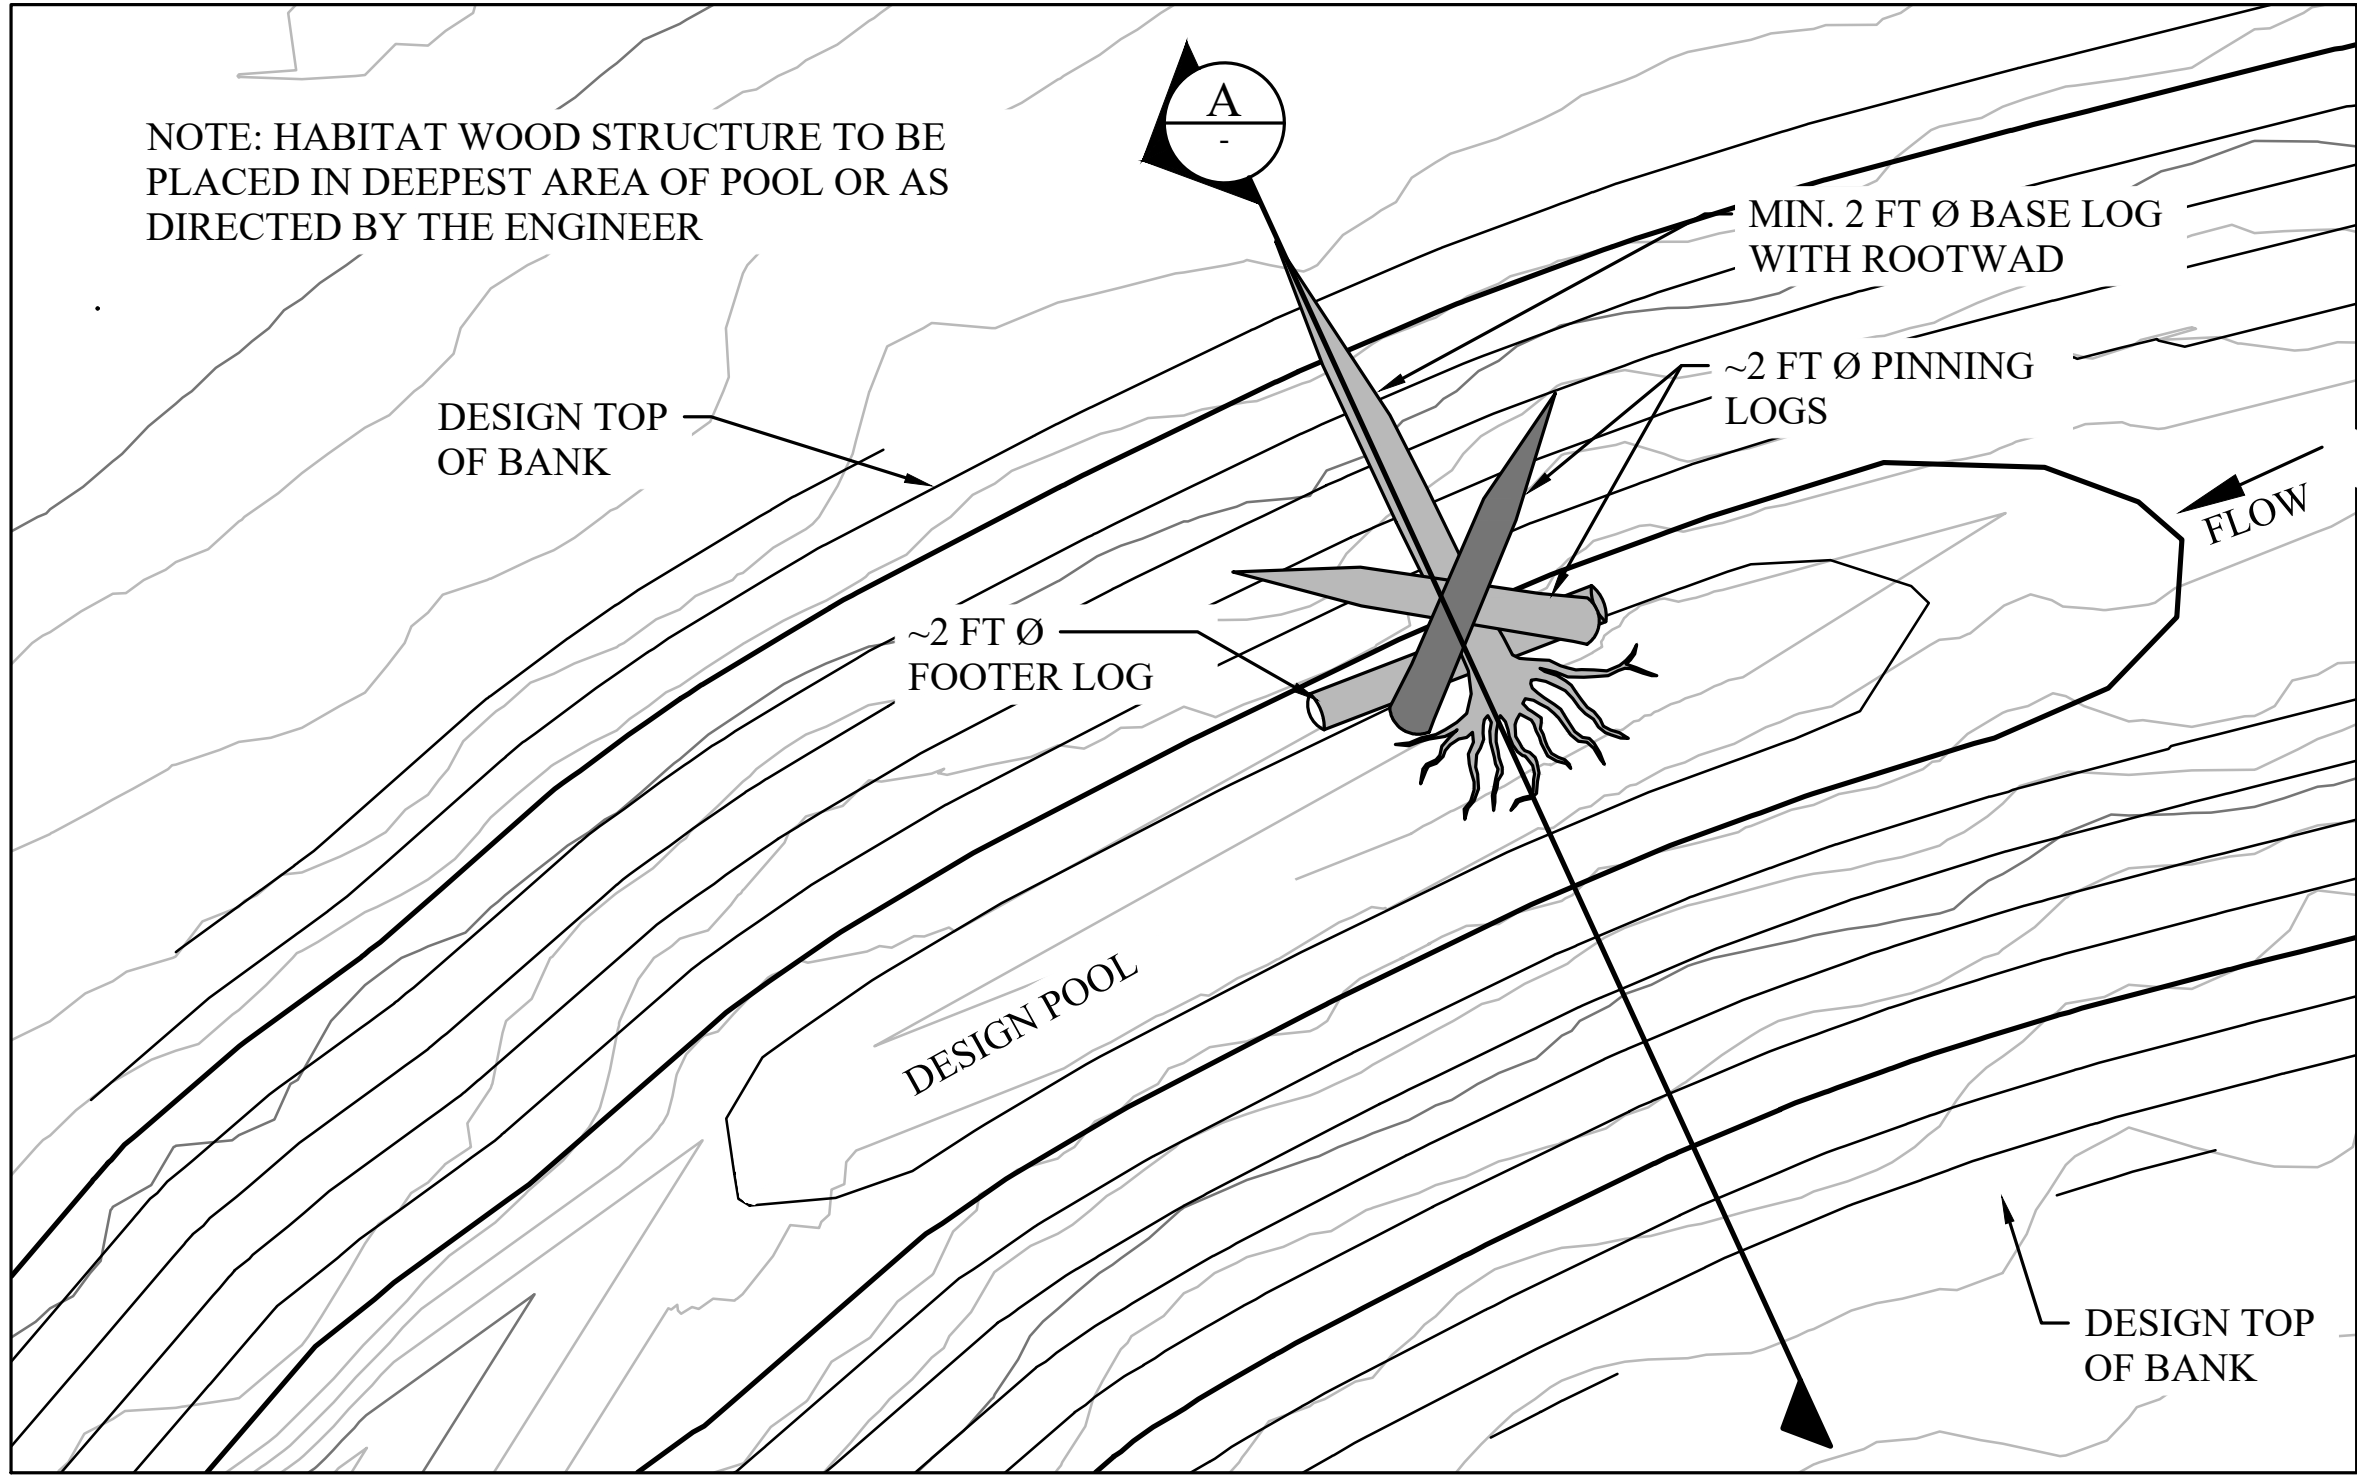 A
-
NOTE: HABITAT WOOD STRUCTURE TO BE
PLACED IN DEEPEST AREA OF POOL OR AS
DIRECTED BY THE ENGINEER
MIN. 2 FT Ø BASE LOG
WITH ROOTWAD
~2 FT Ø PINNING
LOGS
DESIGN TOP
OF BANK
FLOW
~2 FT Ø
FOOTER LOG
DESIGN POOL
DESIGN TOP
OF BANK